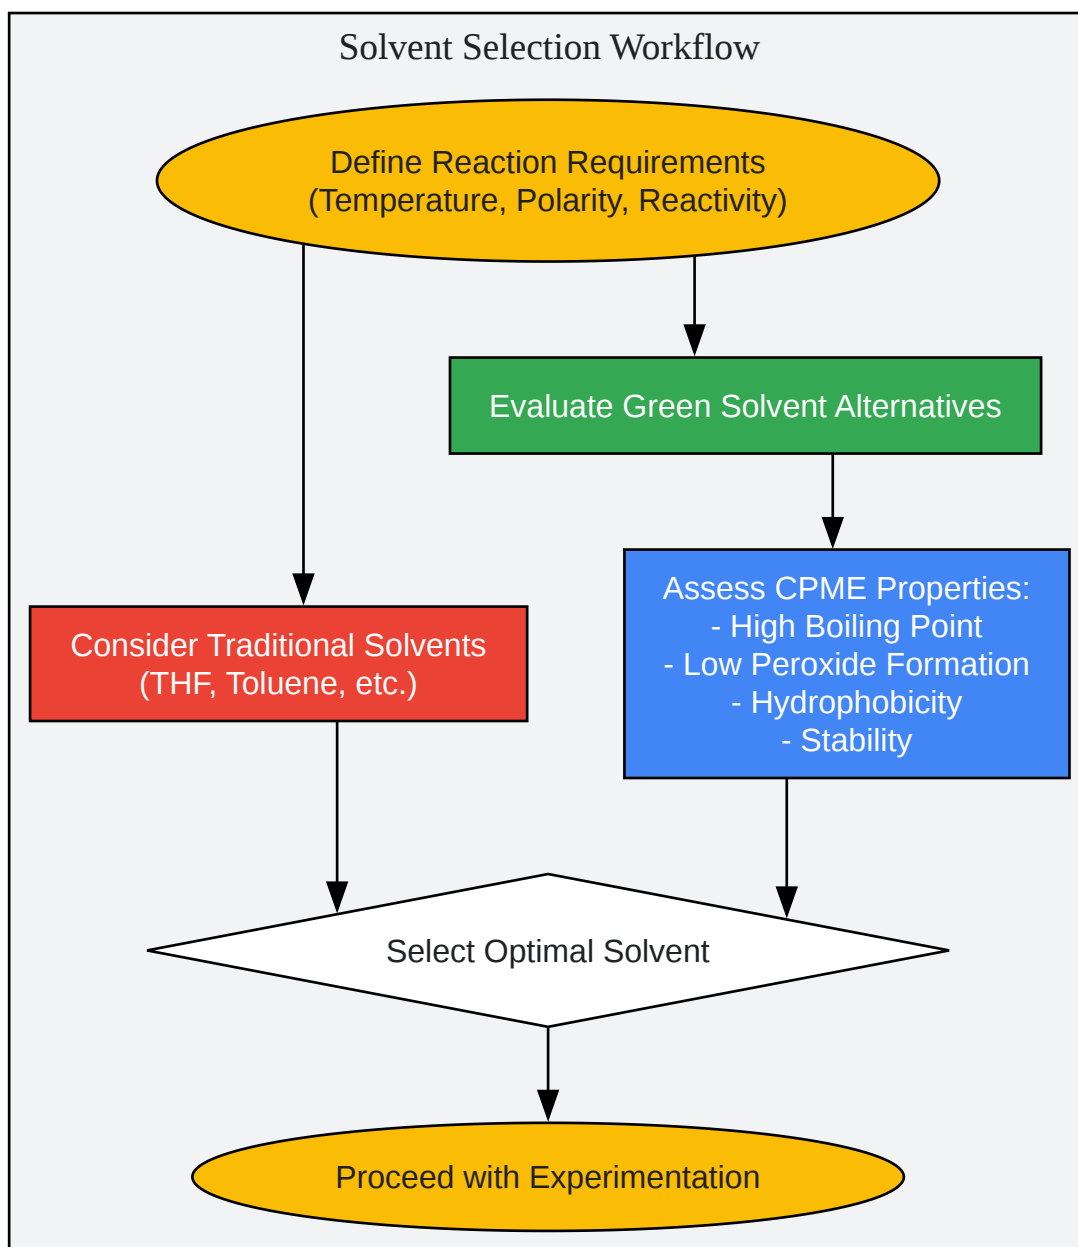 Solvent Selection Workflow
Define Reaction Requirements
(Temperature, Polarity, Reactivity)
Evaluate Green Solvent Alternatives
Consider Traditional Solvents
(THF, Toluene, etc.)
Assess CPME Properties:
- High Boiling Point
- Low Peroxide Formation
- Hydrophobicity
- Stability
Select Optimal Solvent
Proceed with Experimentation